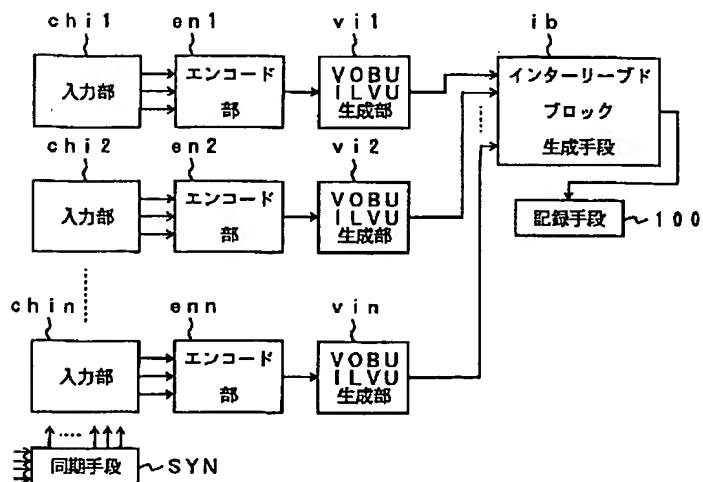 chi1 en1 vi1 ib
入力部 エンコード部 VOBU ILVU 生成部 インターリーブド ブロック 生成手段
chi2 en2 vi2
入力部 エンコード部 VOBU ILVU 生成部 記録手段 100
chin enn vin
入力部 エンコード部 VOBU ILVU 生成部
同期手段 SYN